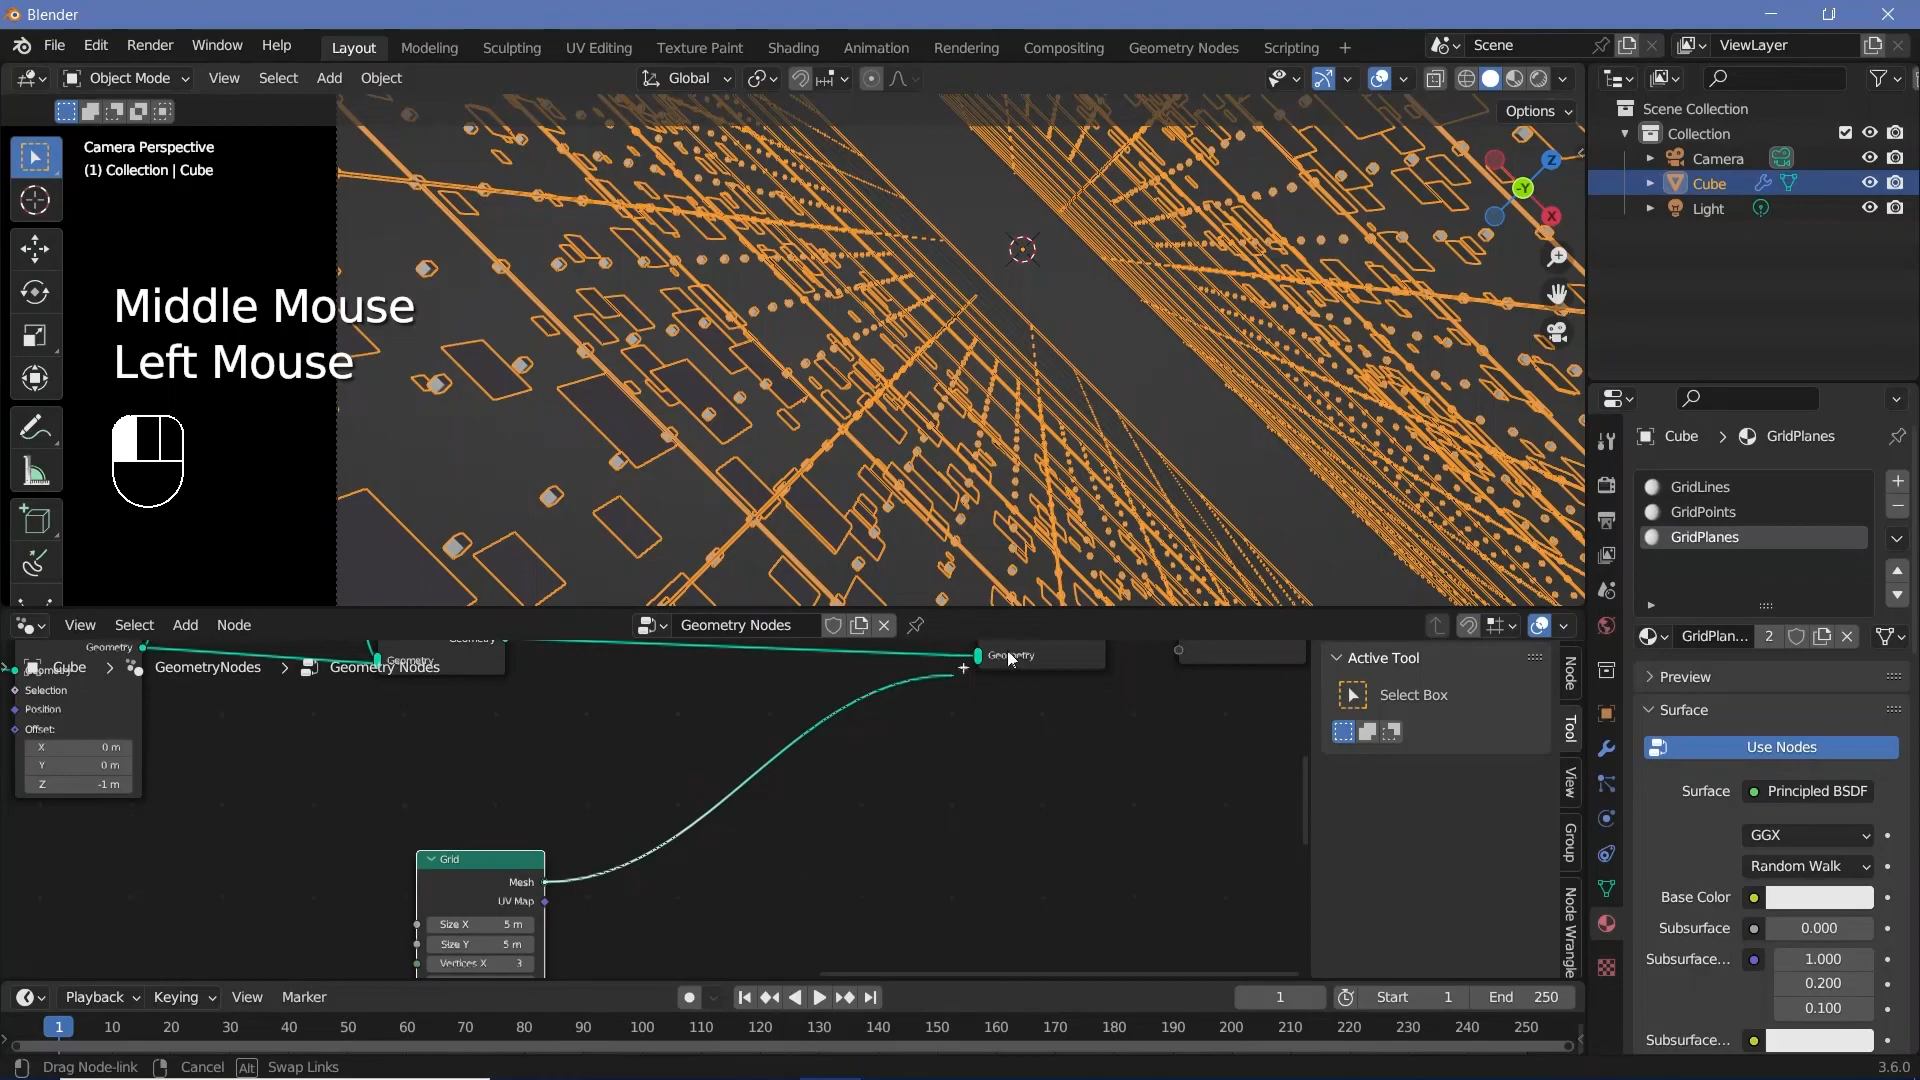 Blender
File Edit Render Window Help Layout Modeling Sculpting UV Editing Texture Paint Shading Animation Rendering Compositing Geometry Nodes Scripting Scene ViewLayer
Object Mode View Select Add Object Global
Options
Camera Perspective
(1) Collection | Cube
Middle Mouse
Left Mouse
Z
-Y
X
Scene Collection
Collection
Camera
Cube
Light
Cube GridPlanes
GridLines
GridPoints
GridPlanes
GridPlan... 2
Preview
Surface
Use Nodes
Surface Principled BSDF
GGX
Random Walk
Base Color
Subsurface 0.000
Subsurface... 1.000
0.200
0.100
Subsurface...
View Select Add Node Geometry Nodes
Cube GeometryNodes Geometry Nodes
Geometry
Geometry
Selection
Position
Offset:
X 0 m
Y 0 m
Z -1 m
Geometry
Geometry
Geometry
Grid
Mesh
UV Map
Size X 5 m
Size Y 5 m
Vertices X 3
Active Tool
Select Box
Node
Tool
View
Group
Node Wrangle
Playback Keying View Marker 1 Start 1 End 250
1 10 20 30 40 50 60 70 80 90 100 110 120 130 140 150 160 170 180 190 200 210 220 230 240 250
Drag Node-link Cancel Alt Swap Links 3.6.0